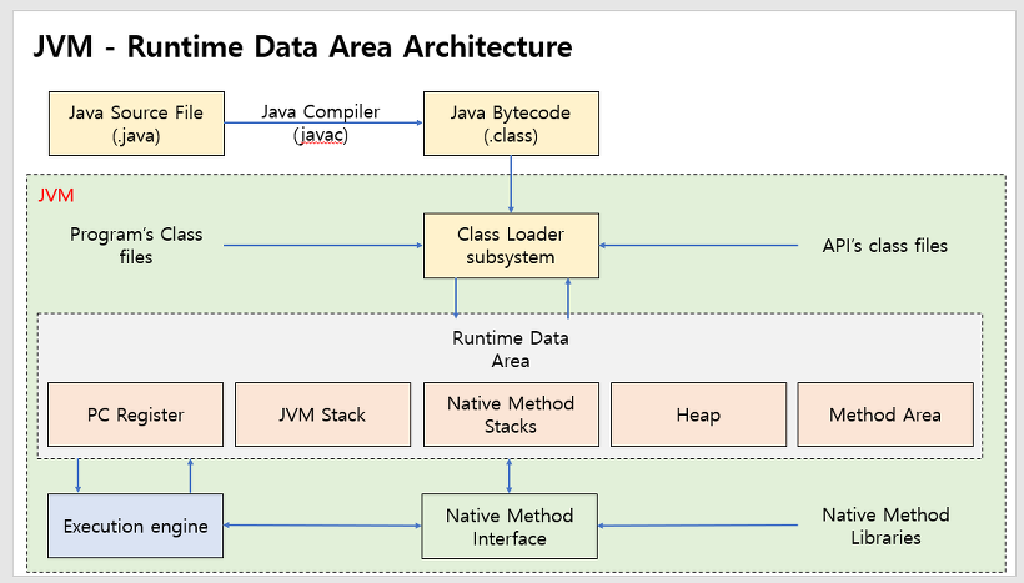 JVM - Runtime Data Area Architecture
Java Source File
(.java)
Java Compiler
(javac)
Java Bytecode
(.class)
JVM
Program's Class
files
Class Loader
subsystem
API's class files
Runtime Data
Area
PC Register
JVM Stack
Native Method
Stacks
Heap
Method Area
Execution engine
Native Method
Interface
Native Method
Libraries